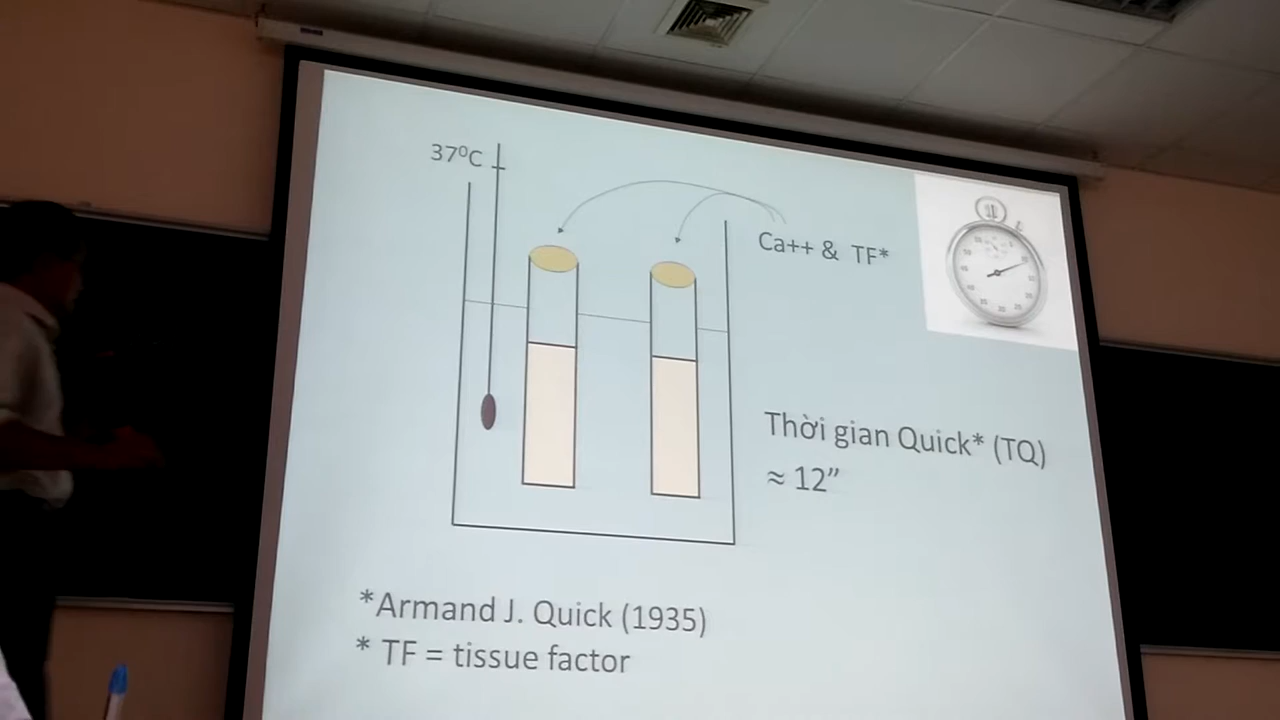 37⁰C
Ca++ & TF*
Thời gian Quick* (TQ)
≈ 12”
*Armand J. Quick (1935)
* TF = tissue factor